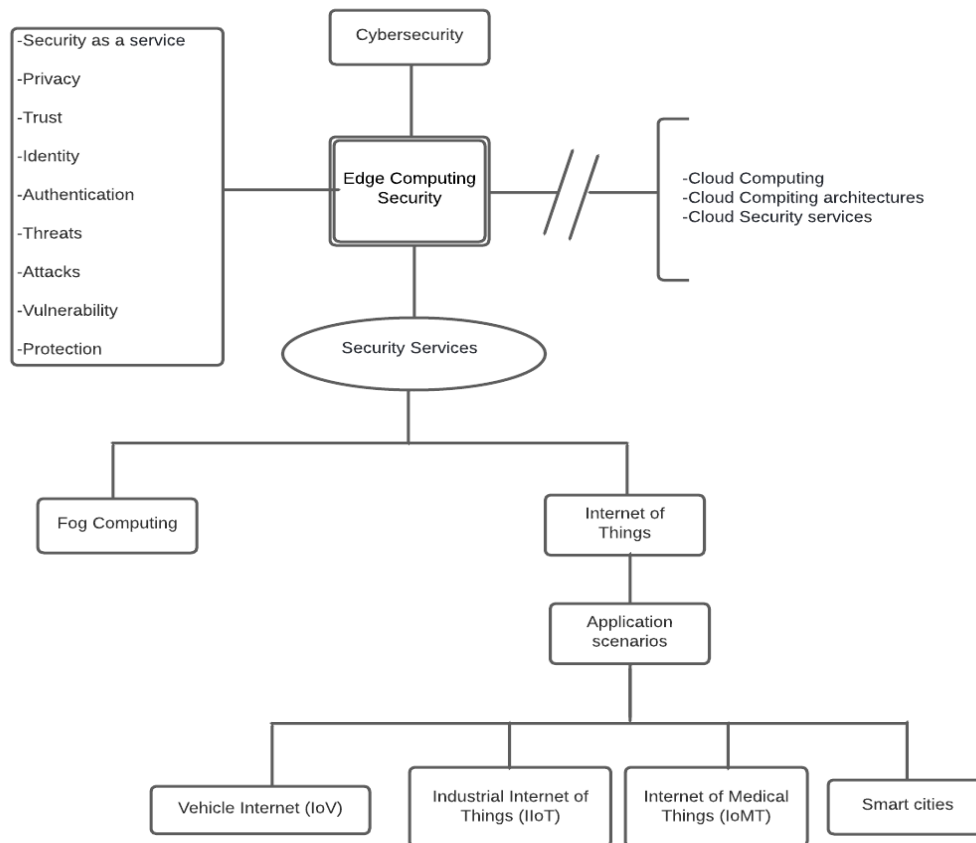 -Security as a service
-Privacy
-Trust
-Identity
-Authentication
-Threats
-Attacks
-Vulnerability
-Protection
Cybersecurity
Edge Computing
Security
-Cloud Computing
-Cloud Compiting architectures
-Cloud Security services
Security Services
Fog Computing
Internet of
Things
Application
scenarios
Vehicle Internet (IoV)
Industrial Internet of
Things (IIoT)
Internet of Medical
Things (IoMT)
Smart cities